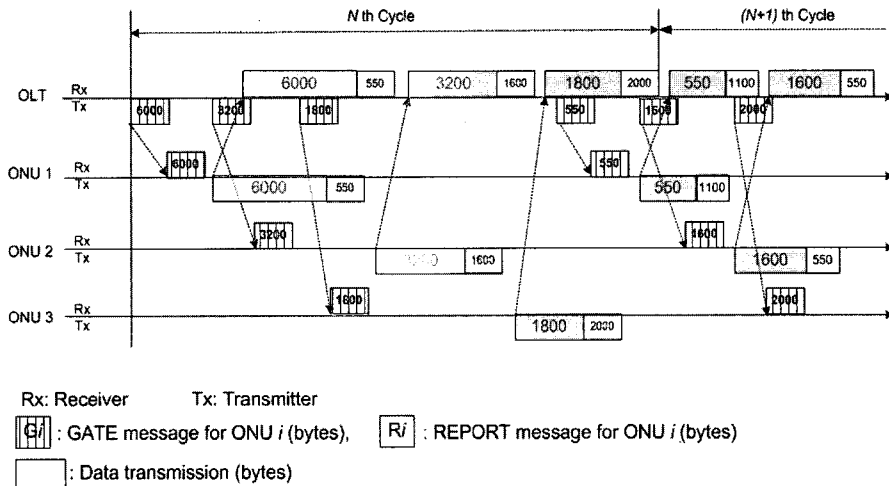 N th Cycle
(N+1) th Cycle
OLT Rx Tx
6000 550 3200 1600 1800 2000 550 1100 1600 550
6000 3200 1800 550 1600 2000
ONU 1 Rx Tx
6000 550
6000 550 550 1100
ONU 2 Rx Tx
3200 1600
1600 1600 550
ONU 3 Rx Tx
1800 2000
1800 2000
Rx: Receiver Tx: Transmitter
Gi : GATE message for ONU i (bytes), Ri : REPORT message for ONU i (bytes)
: Data transmission (bytes)